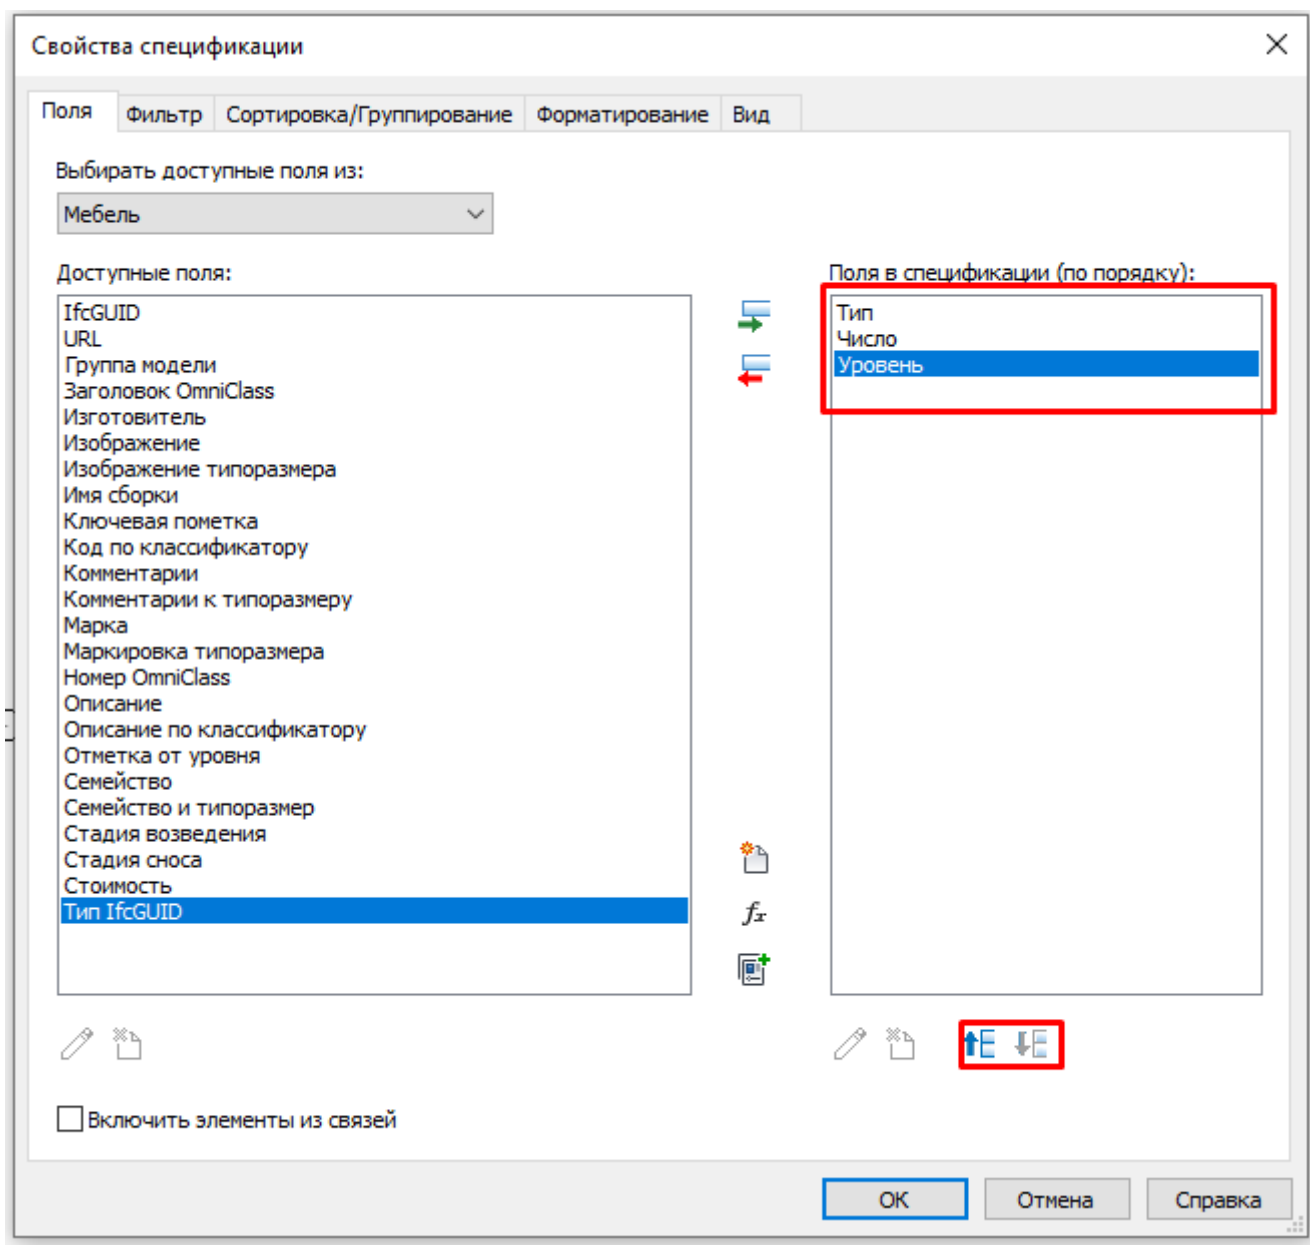 Свойства спецификации
Поля
Фильтр
Сортировка/Группирование
Форматирование
Вид
Выбирать доступные поля из:
Мебель
Доступные поля:
IfcGUID
URL
Группа модели
Заголовок OmniClass
Изготовитель
Изображение
Изображение типоразмера
Имя сборки
Ключевая пометка
Код по классификатору
Комментарии
Комментарии к типоразмеру
Марка
Маркировка типоразмера
Номер OmniClass
Описание
Описание по классификатору
Отметка от уровня
Семейство
Семейство и типоразмер
Стадия возведения
Стадия сноса
Стоимость
Тип IfcGUID
fx
Поля в спецификации (по порядку):
Тип
Число
Уровень
Включить элементы из связей
ОК
Отмена
Справка